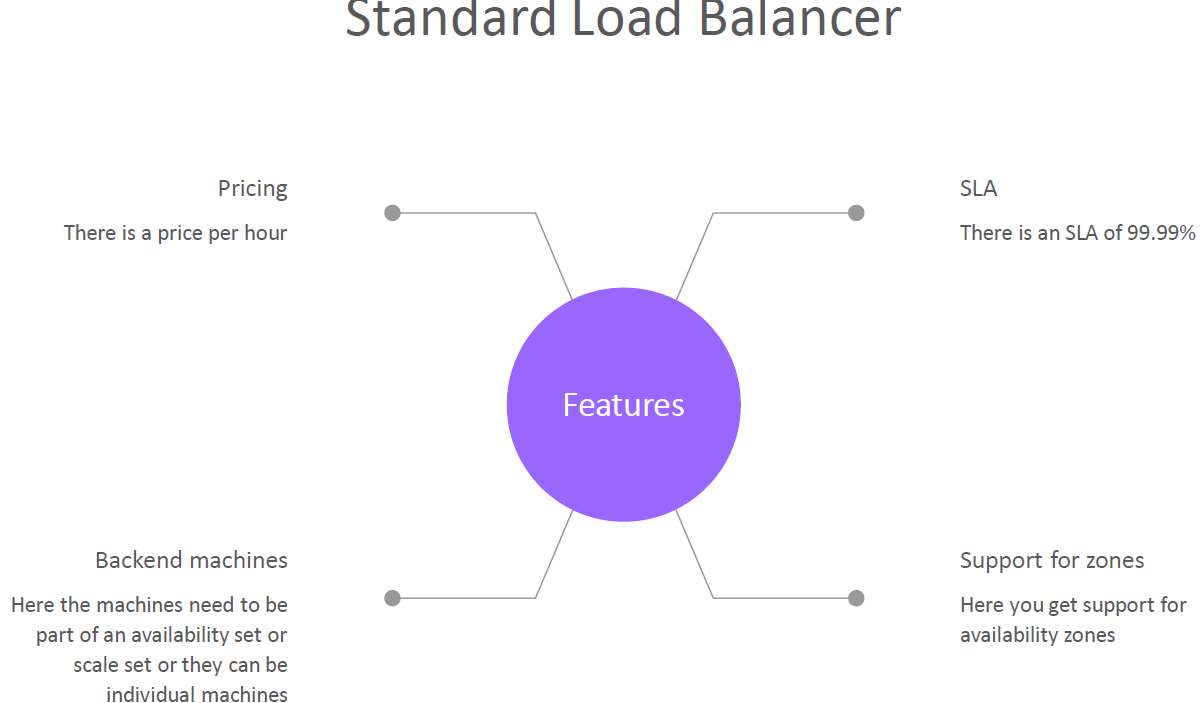 Standard Load Balancer
Pricing
There is a price per hour
SLA
There is an SLA of 99.99%
Features
Backend machines
Here the machines need to be
part of an availability set or
scale set or they can be
individual machines
Support for zones
Here you get support for
availability zones